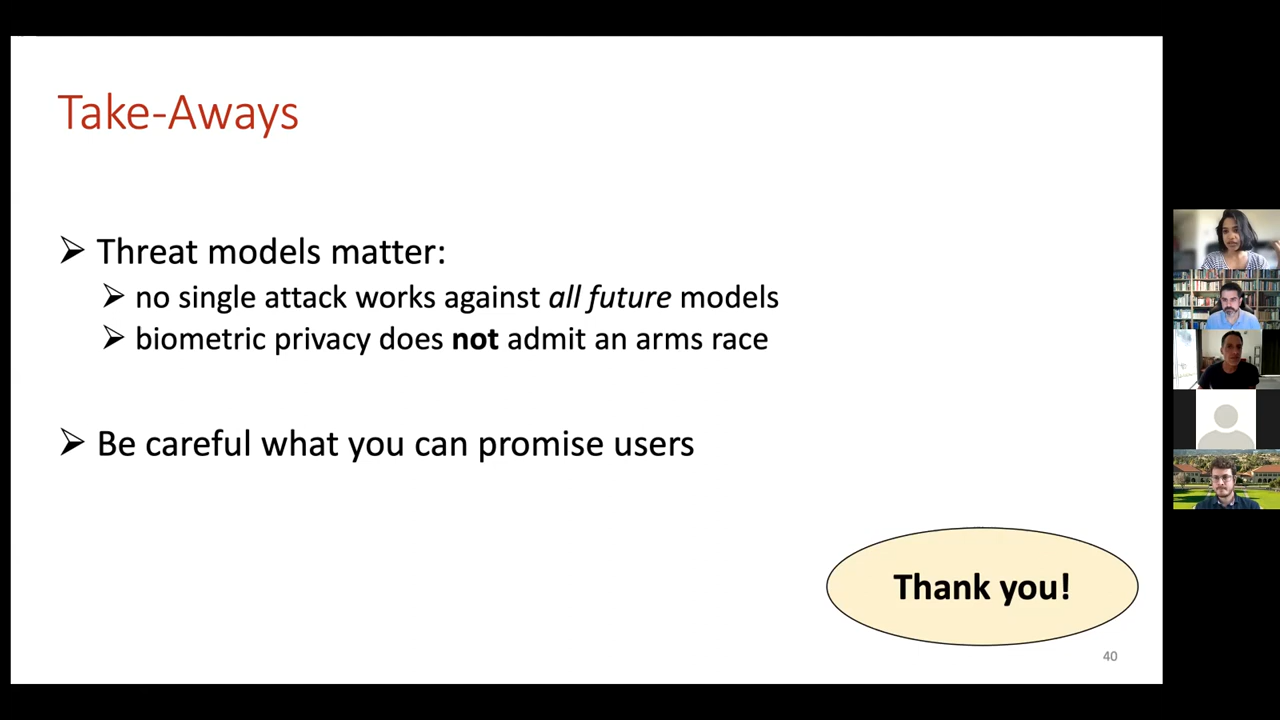 Take-Aways
➢ Threat models matter:
➢ no single attack works against all future models
➢ biometric privacy does not admit an arms race
➢ Be careful what you can promise users
Thank you!
40